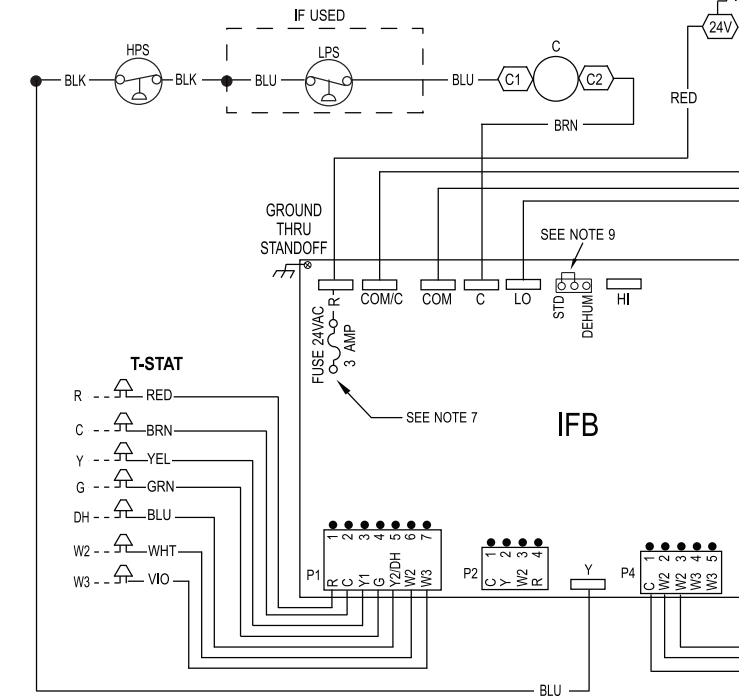 IF USED
24V
HPS
LPS
C
BLK
BLK
BLU
BLU
C1
C2
RED
BRN
GROUND
THRU
STANDOFF
SEE NOTE 9
R
COM/C
COM
C
LO
STD
DEHUM
HI
FUSE 24VAC
3 AMP
SEE NOTE 7
IFB
T-STAT
R RED
C BRN
Y YEL
G GRN
DH BLU
W2 WHT
W3 VIO
P1
1 2 3 4 5 6 7
R C Y1 G Y2/DH W2 W3
P2
1 2 3 4
C Y W2 R
Y
P4
1 2 3 4 5
C W2 W2 W3 W3
BLU